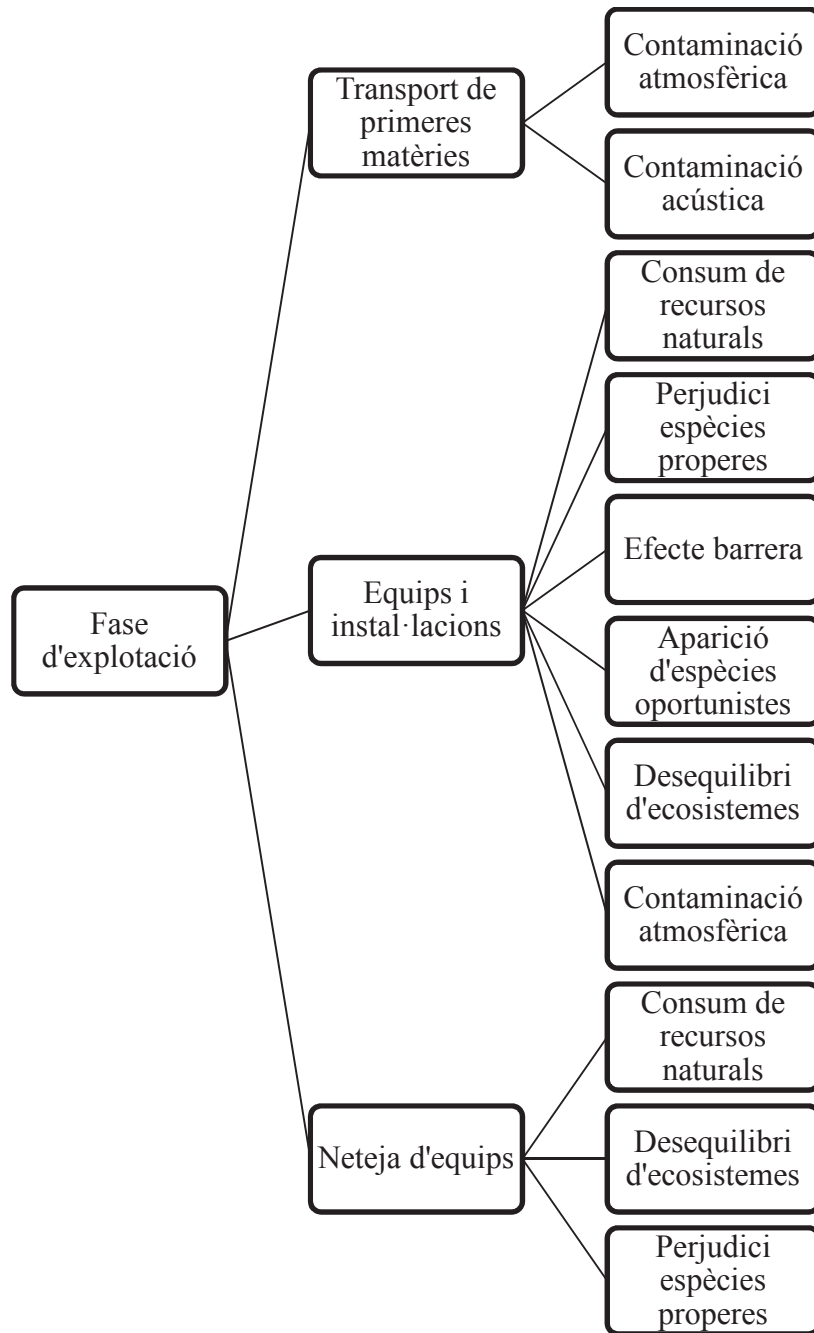 Fase
d'explotació
Transport de
primeres
matèries
Contaminació
atmosfèrica
Contaminació
acústica
Equips i
instal·lacions
Consum de
recursos
naturals
Perjudici
espècies
properes
Efecte barrera
Aparició
d'espècies
oportunistes
Desequilibri
d'ecosistemes
Contaminació
atmosfèrica
Neteja d'equips
Consum de
recursos
naturals
Desequilibri
d'ecosistemes
Perjudici
espècies
properes